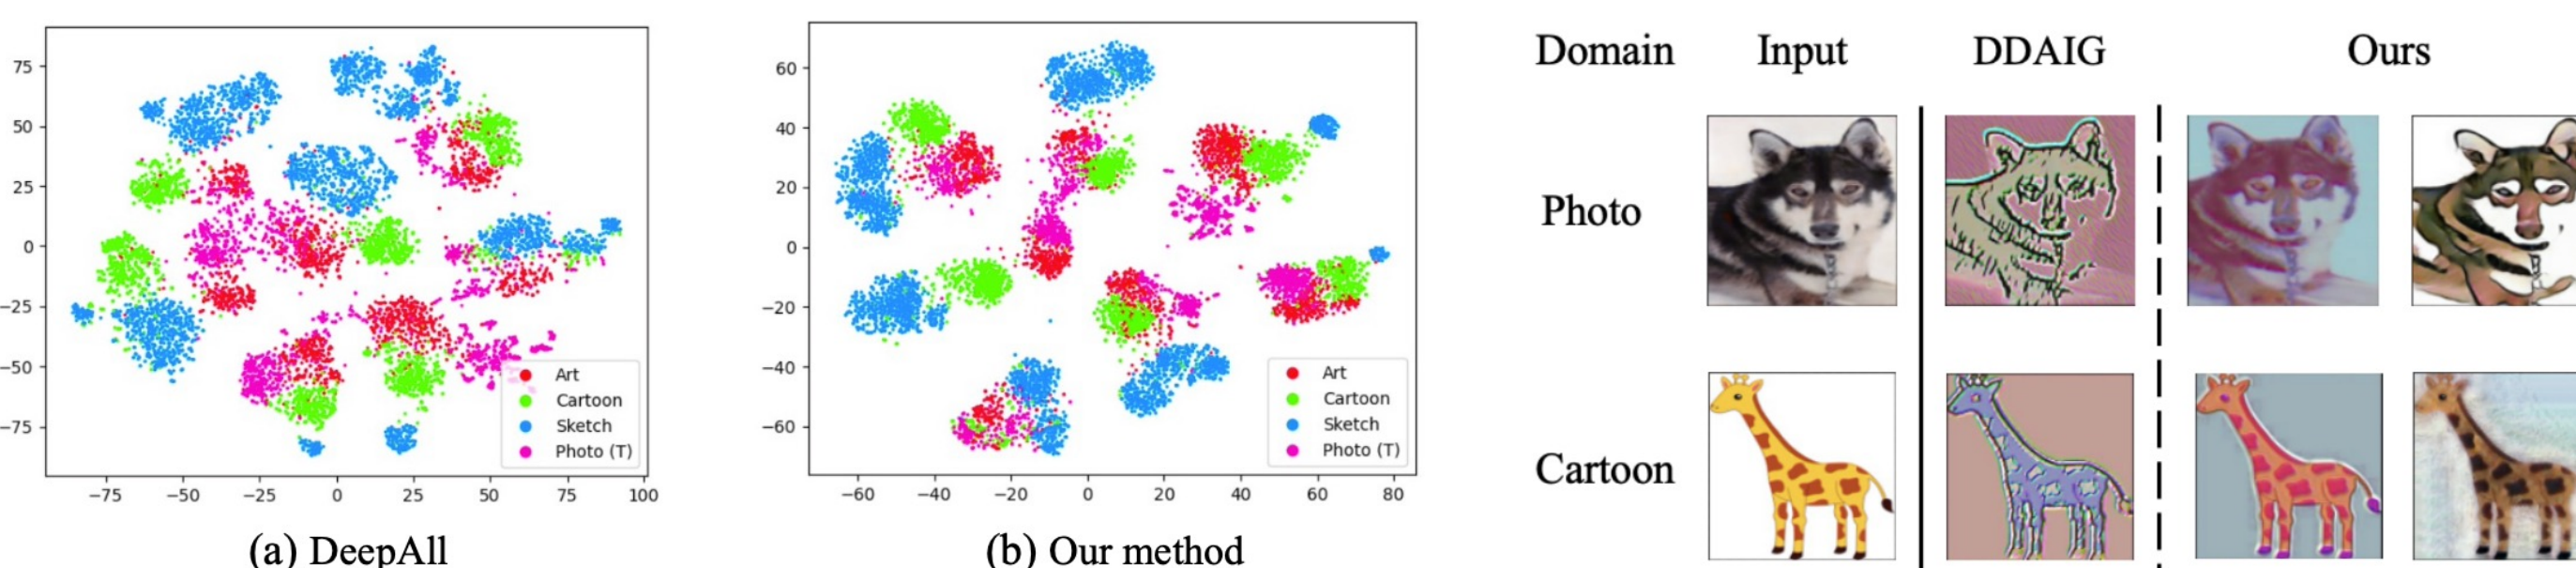 75
50
25
0
−25
−50
−75
−75 −50 −25 0 25 50 75 100
Art
Cartoon
Sketch
Photo (T)
(a) DeepAll
60
40
20
0
−20
−40
−60
−60 −40 −20 0 20 40 60 80
Art
Cartoon
Sketch
Photo (T)
(b) Our method
Domain Input DDAIG Ours
Photo
Cartoon